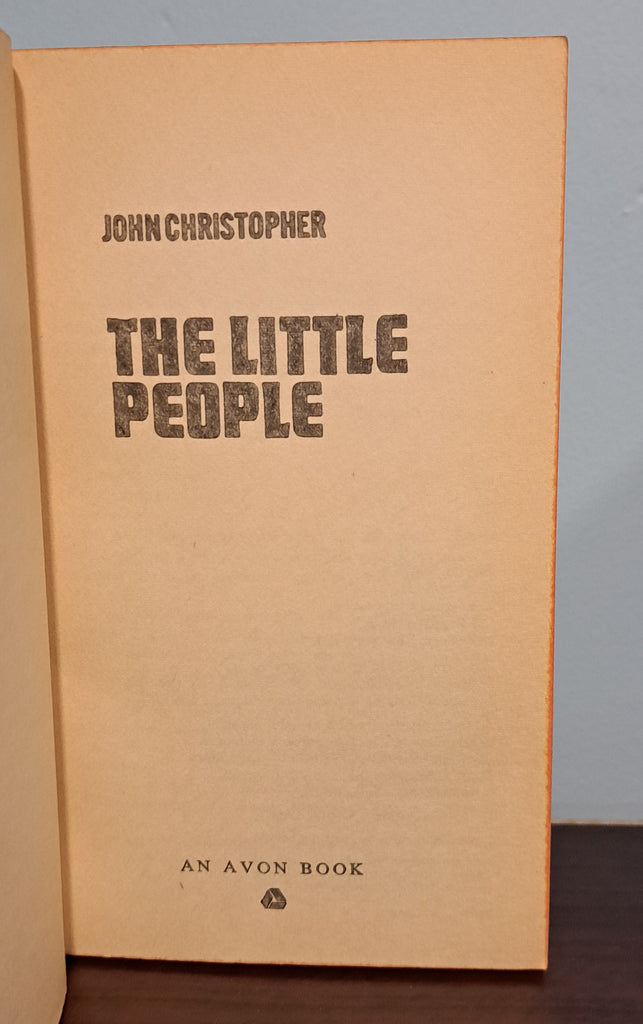 JOHN CHRISTOPHER
THE LITTLE
PEOPLE
AN AVON BOOK